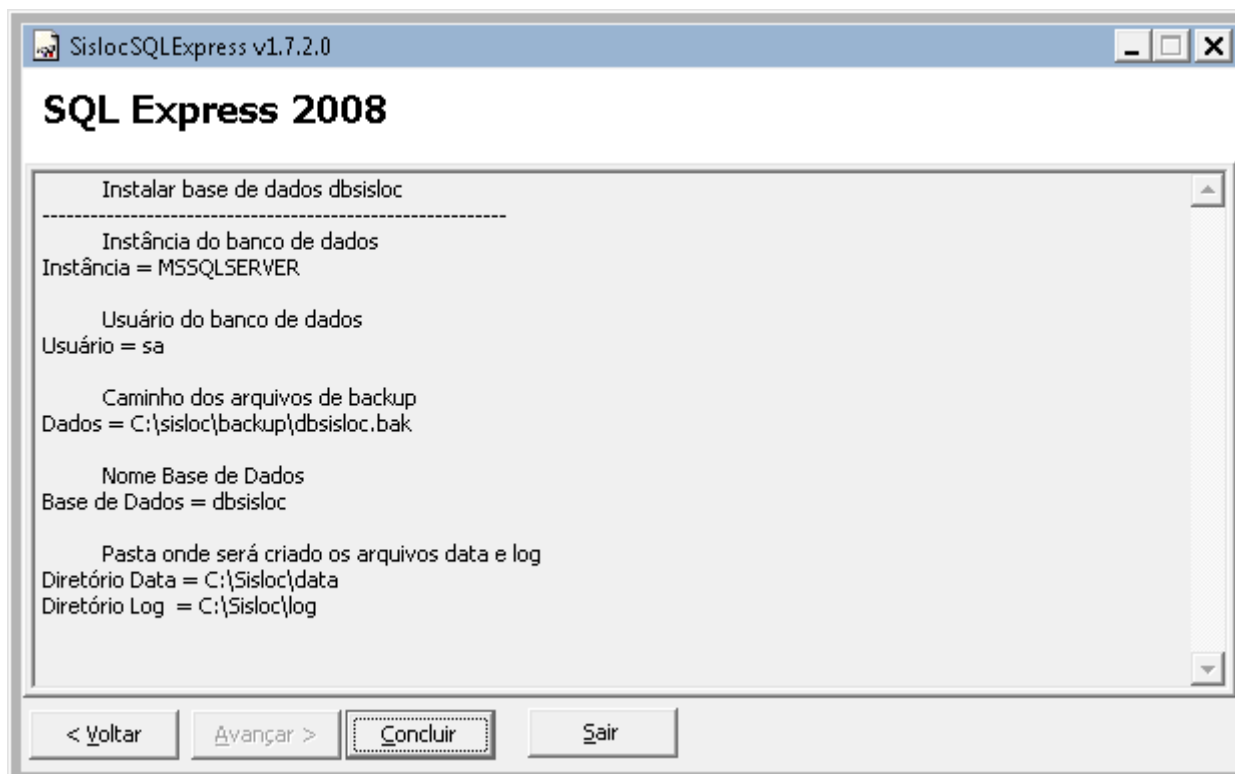 SislocSQLExpress v1.7.2.0
SQL Express 2008
Instalar base de dados dbsisloc
----------------------------------------------------------
Instância do banco de dados
Instância = MSSQLSERVER
Usuário do banco de dados
Usuário = sa
Caminho dos arquivos de backup
Dados = C:\sisloc\backup\dbsisloc.bak
Nome Base de Dados
Base de Dados = dbsisloc
Pasta onde será criado os arquivos data e log
Diretório Data = C:\Sisloc\data
Diretório Log  = C:\Sisloc\log
< Voltar Avançar > Concluir Sair